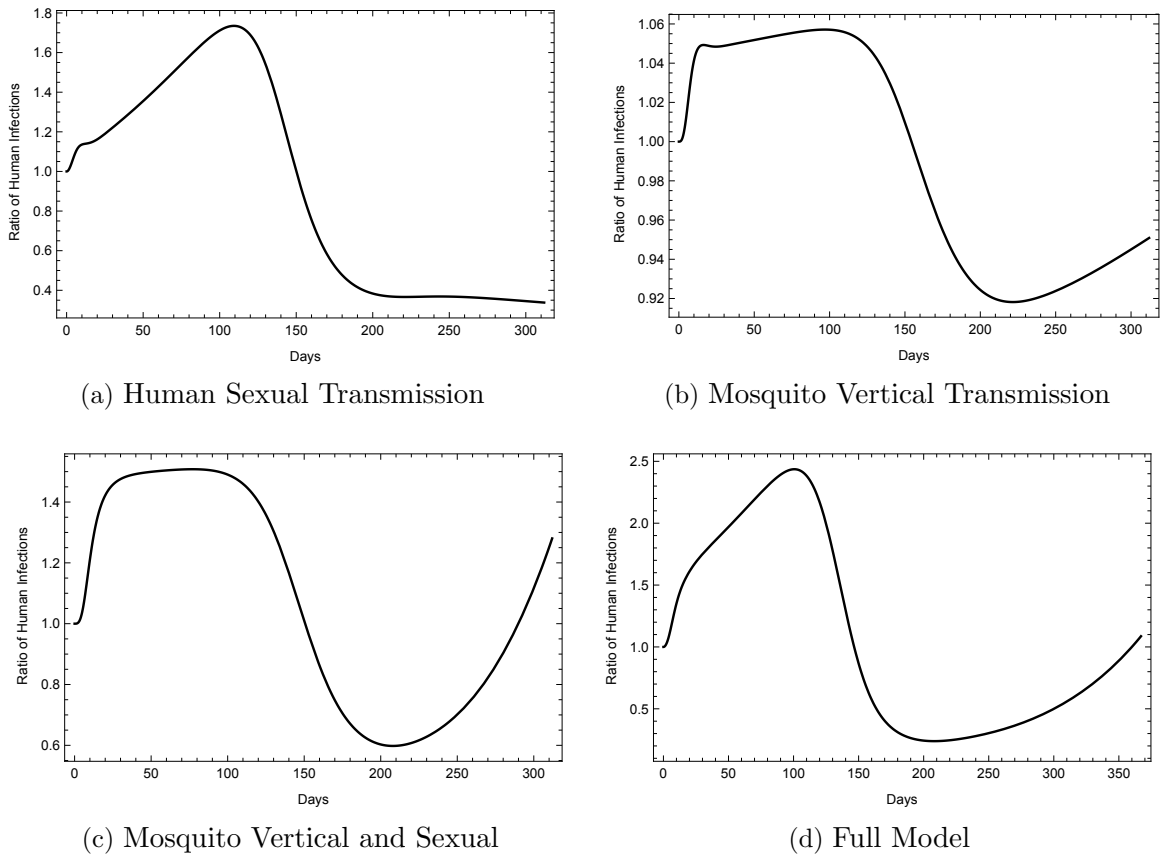 1.8
1.6
1.4
1.2
1.0
0.8
0.6
0.4
Ratio of Human Infections
0 50 100 150 200 250 300
Days
(a) Human Sexual Transmission
1.06
1.04
1.02
1.00
0.98
0.96
0.94
0.92
Ratio of Human Infections
0 50 100 150 200 250 300
Days
(b) Mosquito Vertical Transmission
1.4
1.2
1.0
0.8
0.6
Ratio of Human Infections
0 50 100 150 200 250 300
Days
(c) Mosquito Vertical and Sexual
2.5
2.0
1.5
1.0
0.5
Ratio of Human Infections
0 50 100 150 200 250 300 350
Days
(d) Full Model